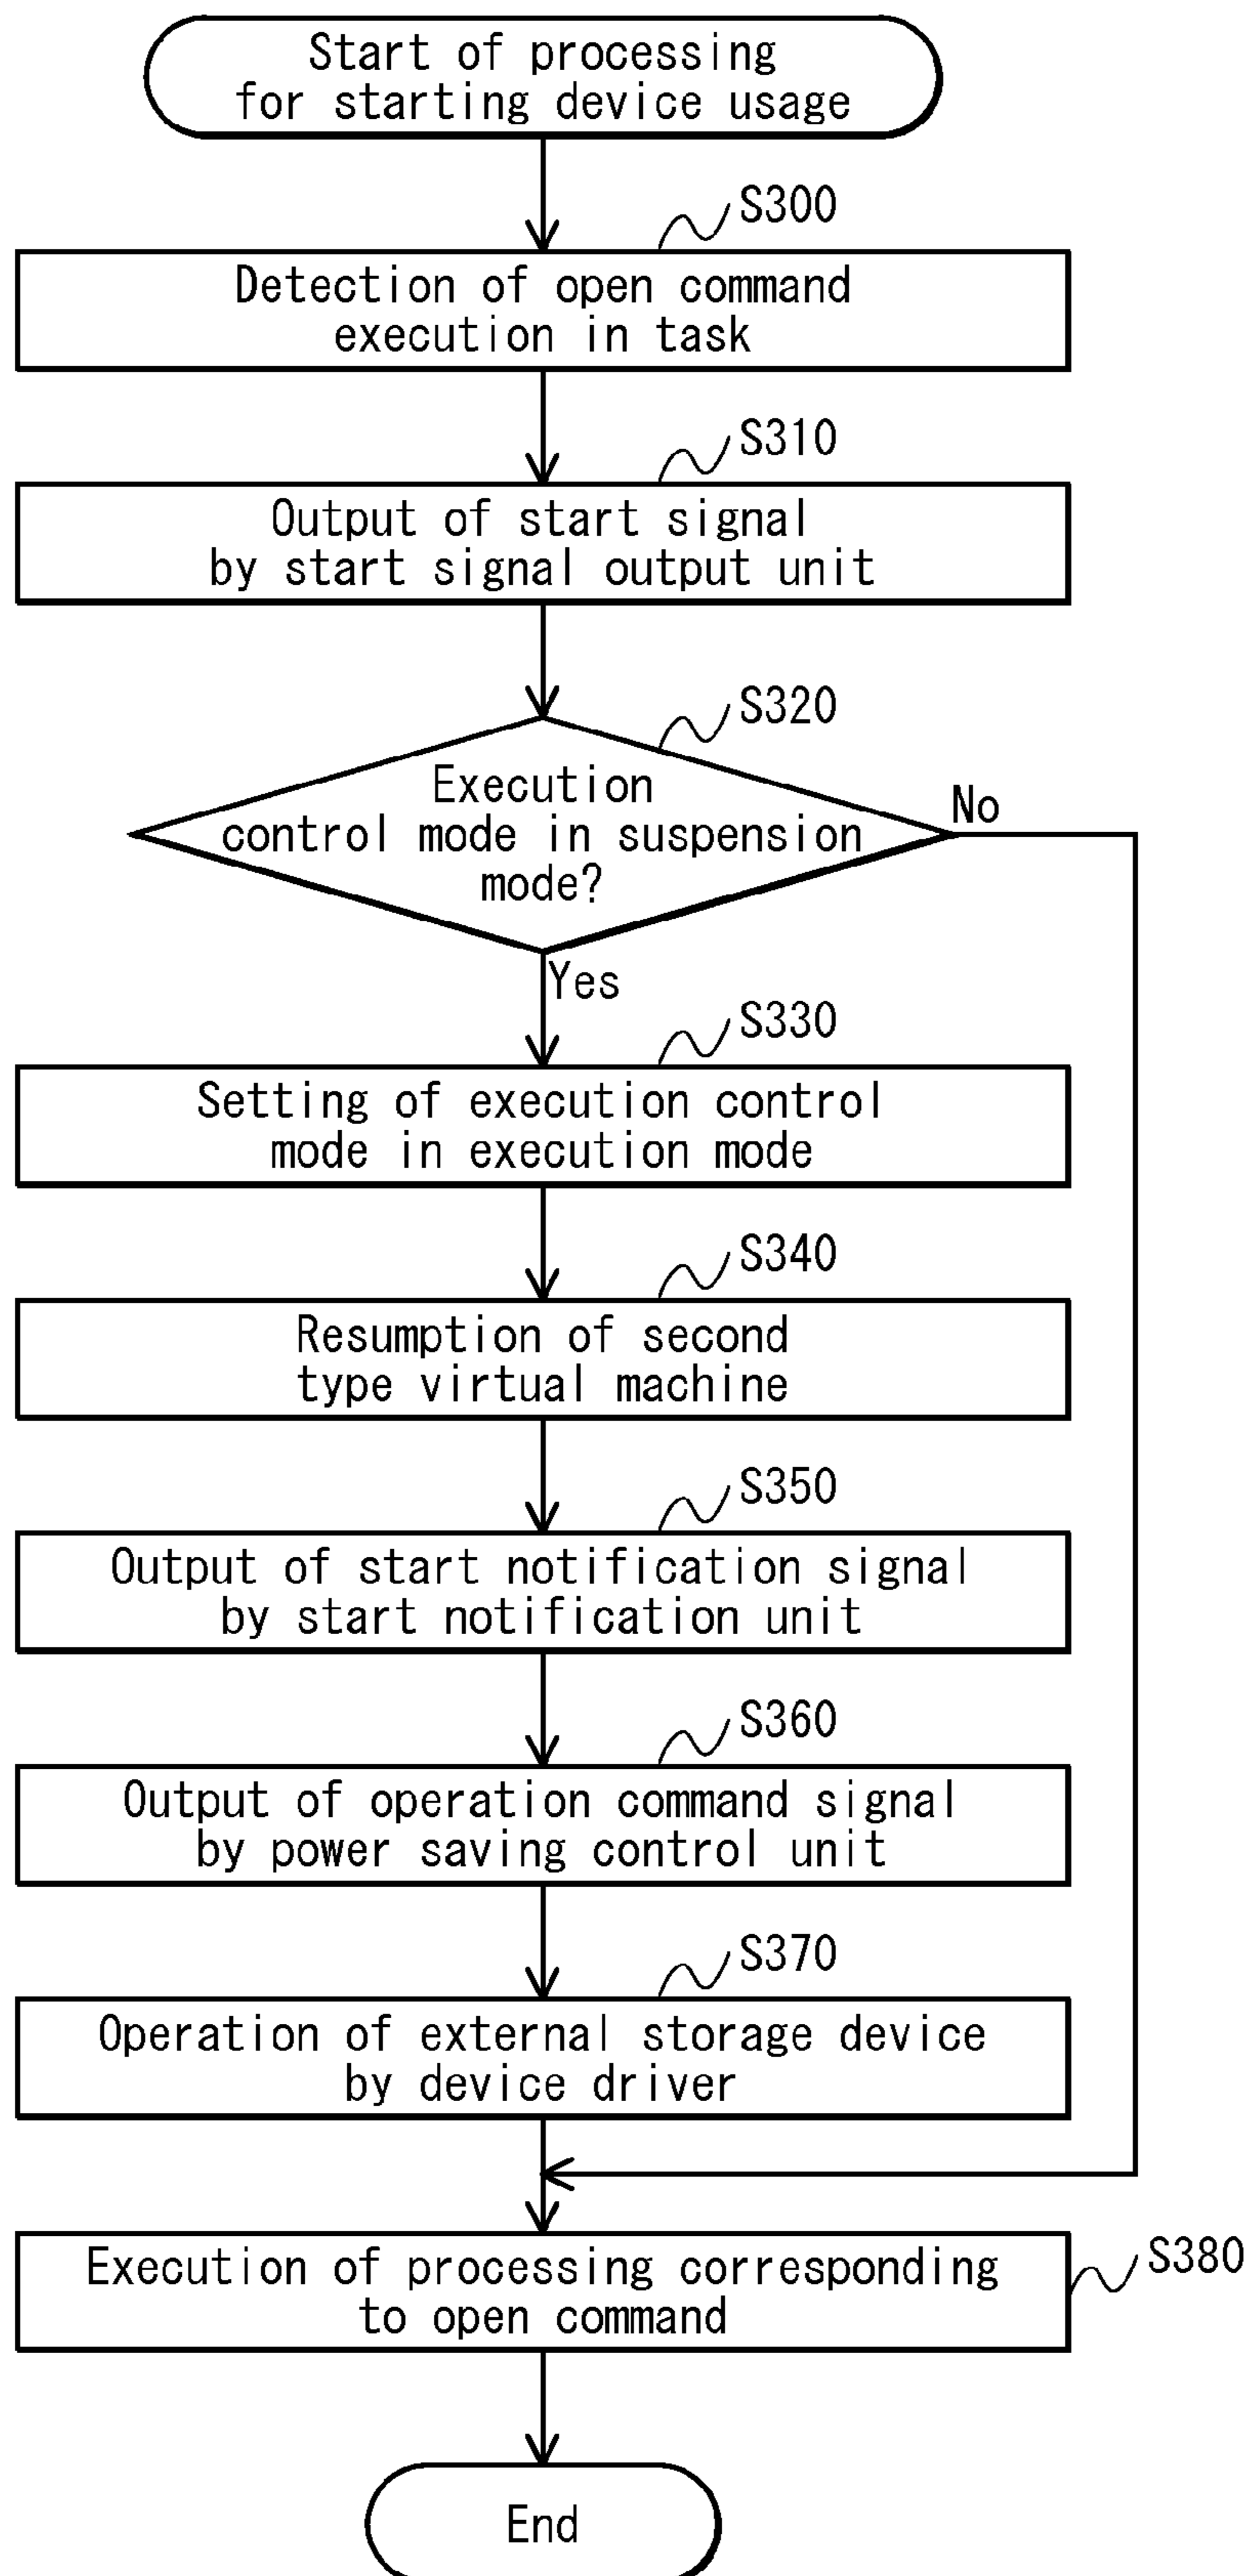 Start of processing
for starting device usage
S300
Detection of open command
execution in task
S310
Output of start signal
by start signal output unit
S320
Execution
control mode in suspension
mode?
No
Yes
S330
Setting of execution control
mode in execution mode
S340
Resumption of second
type virtual machine
S350
Output of start notification signal
by start notification unit
S360
Output of operation command signal
by power saving control unit
S370
Operation of external storage device
by device driver
S380
Execution of processing corresponding
to open command
End